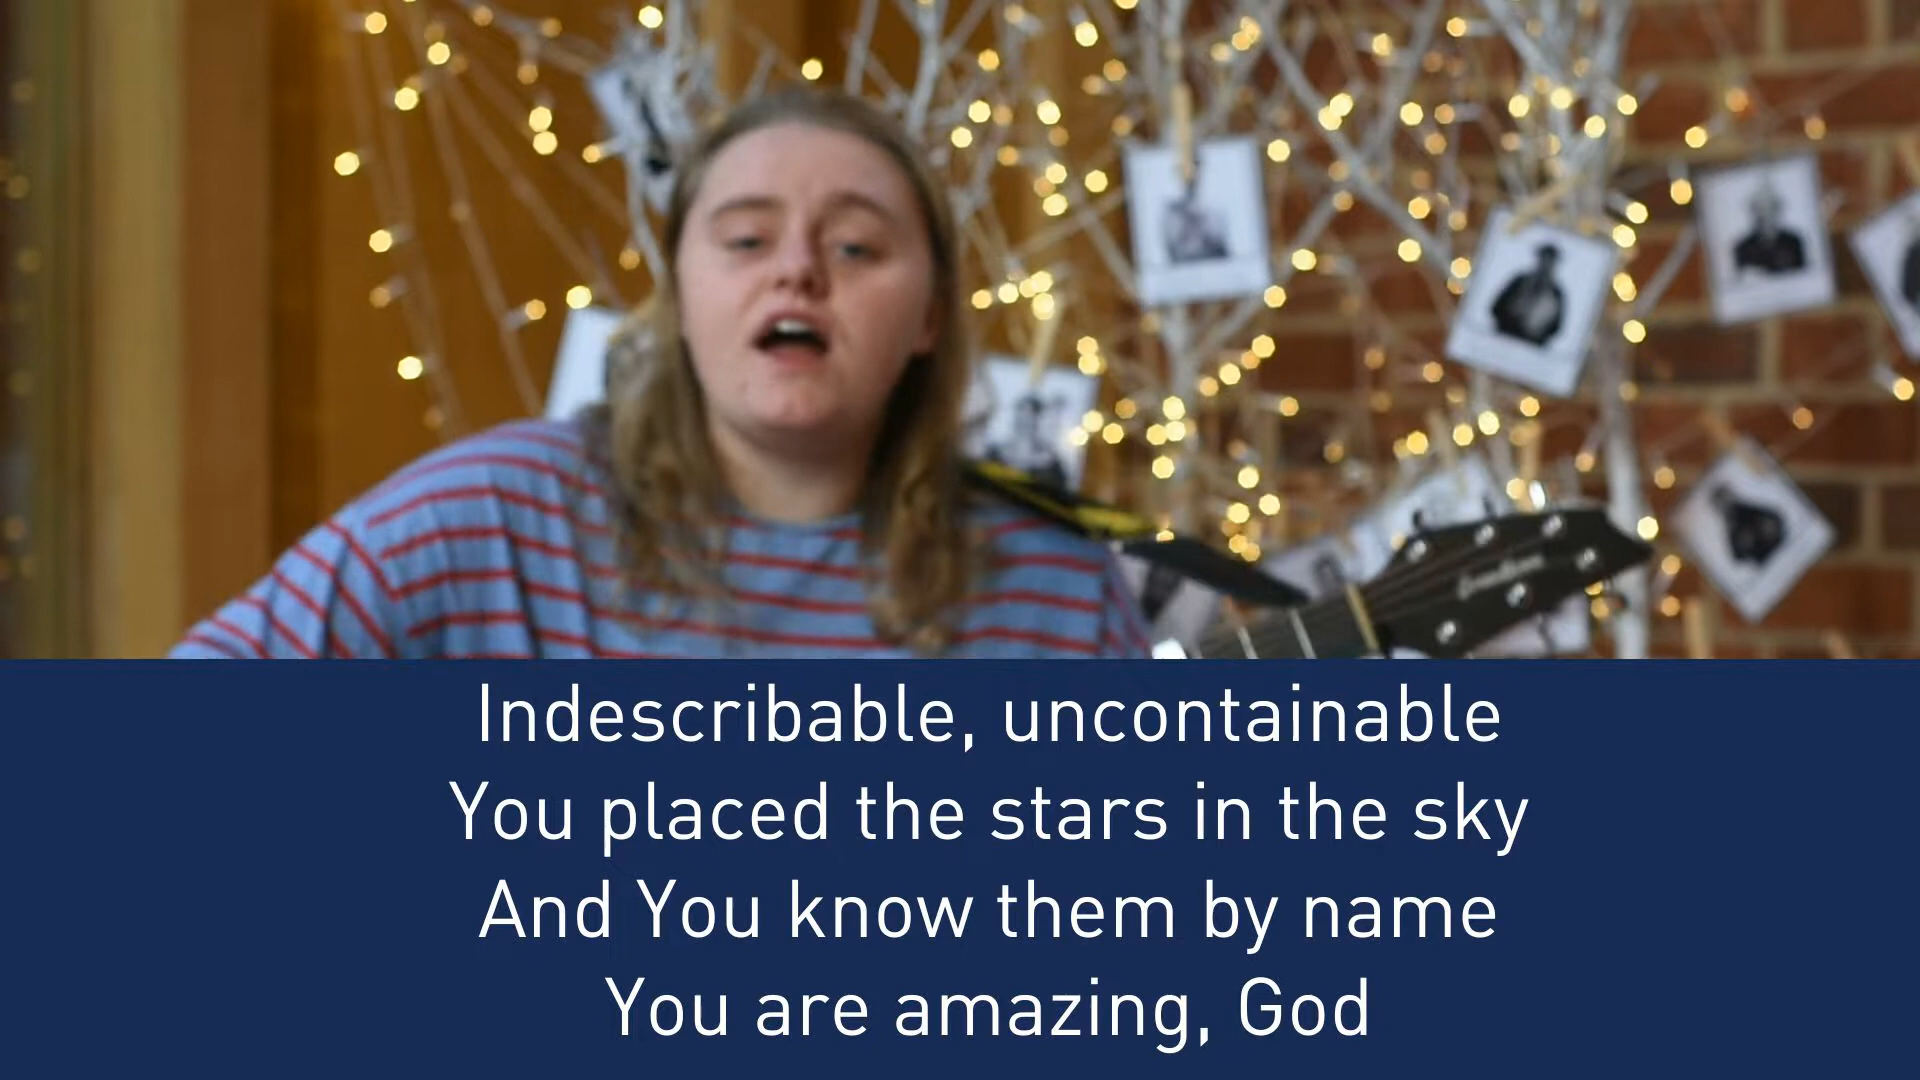 Indescribable, uncontainable
You placed the stars in the sky
And You know them by name
You are amazing, God